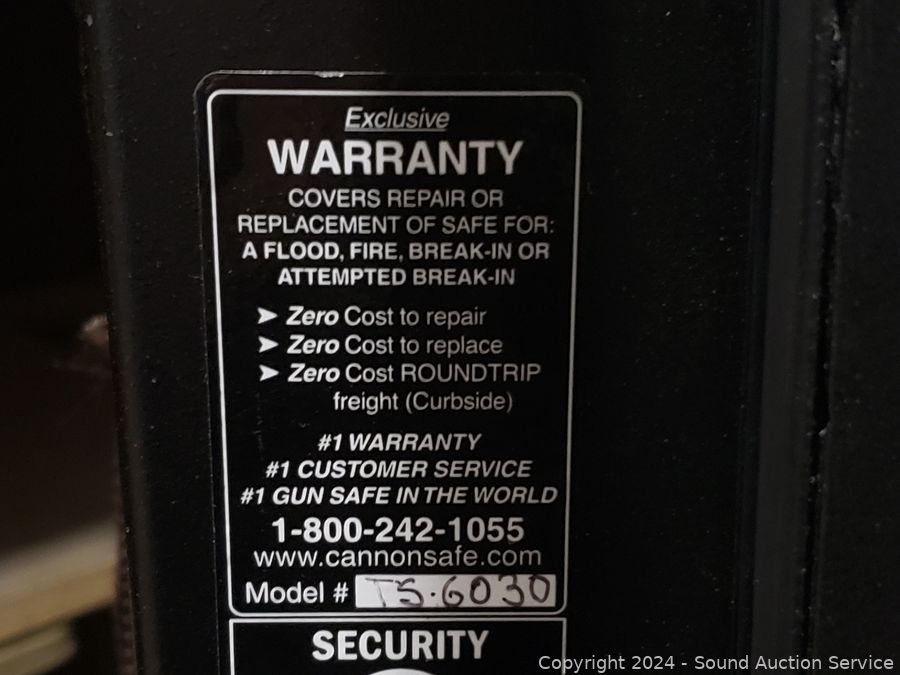 Exclusive
WARRANTY
COVERS REPAIR OR
REPLACEMENT OF SAFE FOR:
A FLOOD, FIRE, BREAK-IN OR
ATTEMPTED BREAK-IN
➤ Zero Cost to repair
➤ Zero Cost to replace
➤ Zero Cost ROUNDTRIP
freight (Curbside)
#1 WARRANTY
#1 CUSTOMER SERVICE
#1 GUN SAFE IN THE WORLD
1-800-242-1055
www.cannonsafe.com
Model # TS.6030
SECURITY
Copyright 2024 - Sound Auction Service